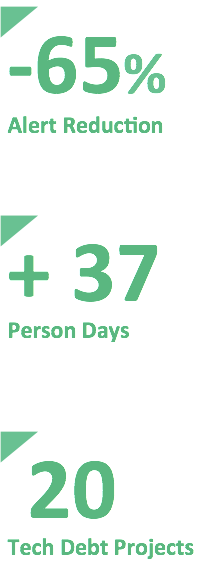 -65%
Alert Reduction
+ 37
Person Days
20
Tech Debt Projects